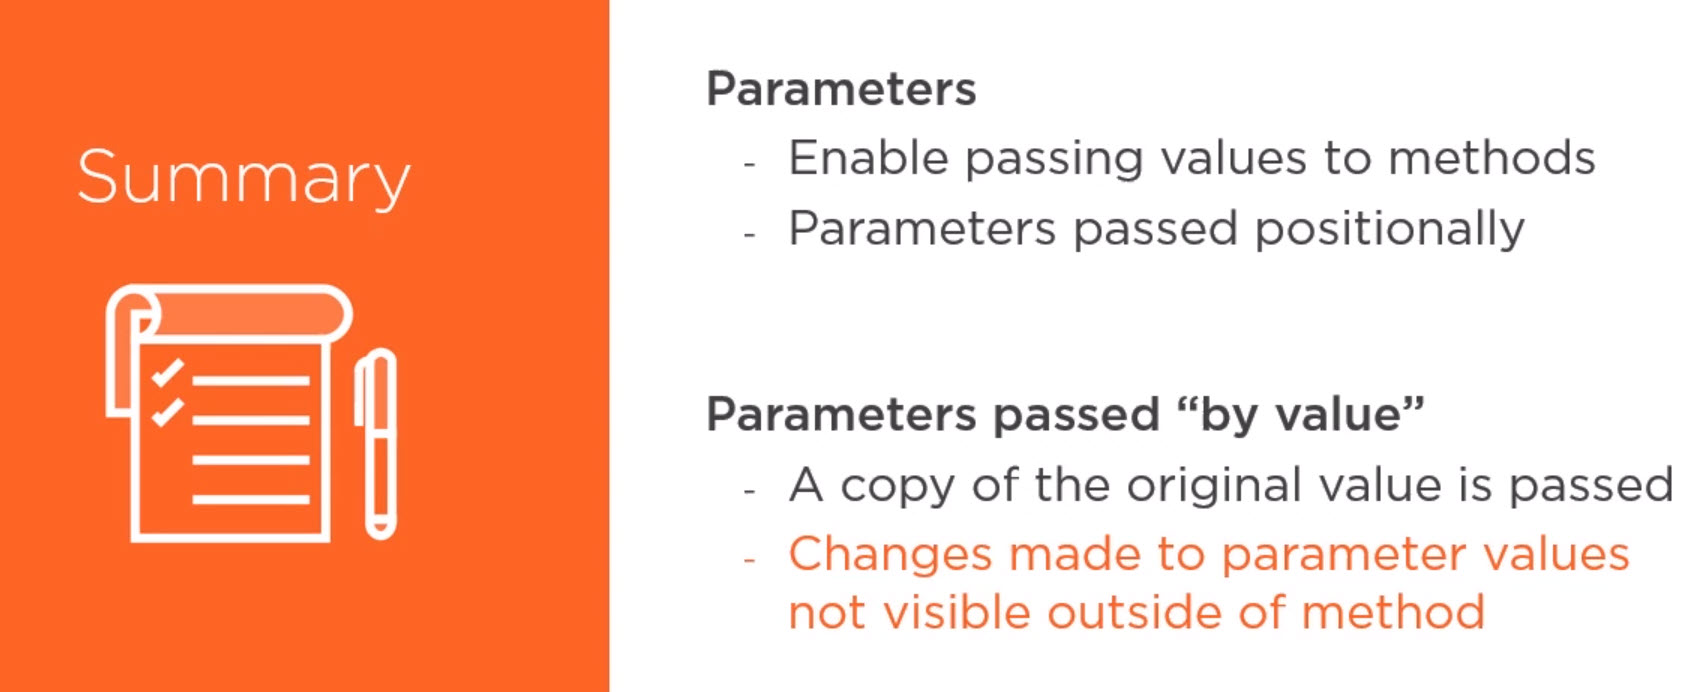 Summary
Parameters
- Enable passing values to methods
- Parameters passed positionally
Parameters passed “by value”
- A copy of the original value is passed
- Changes made to parameter values
not visible outside of method